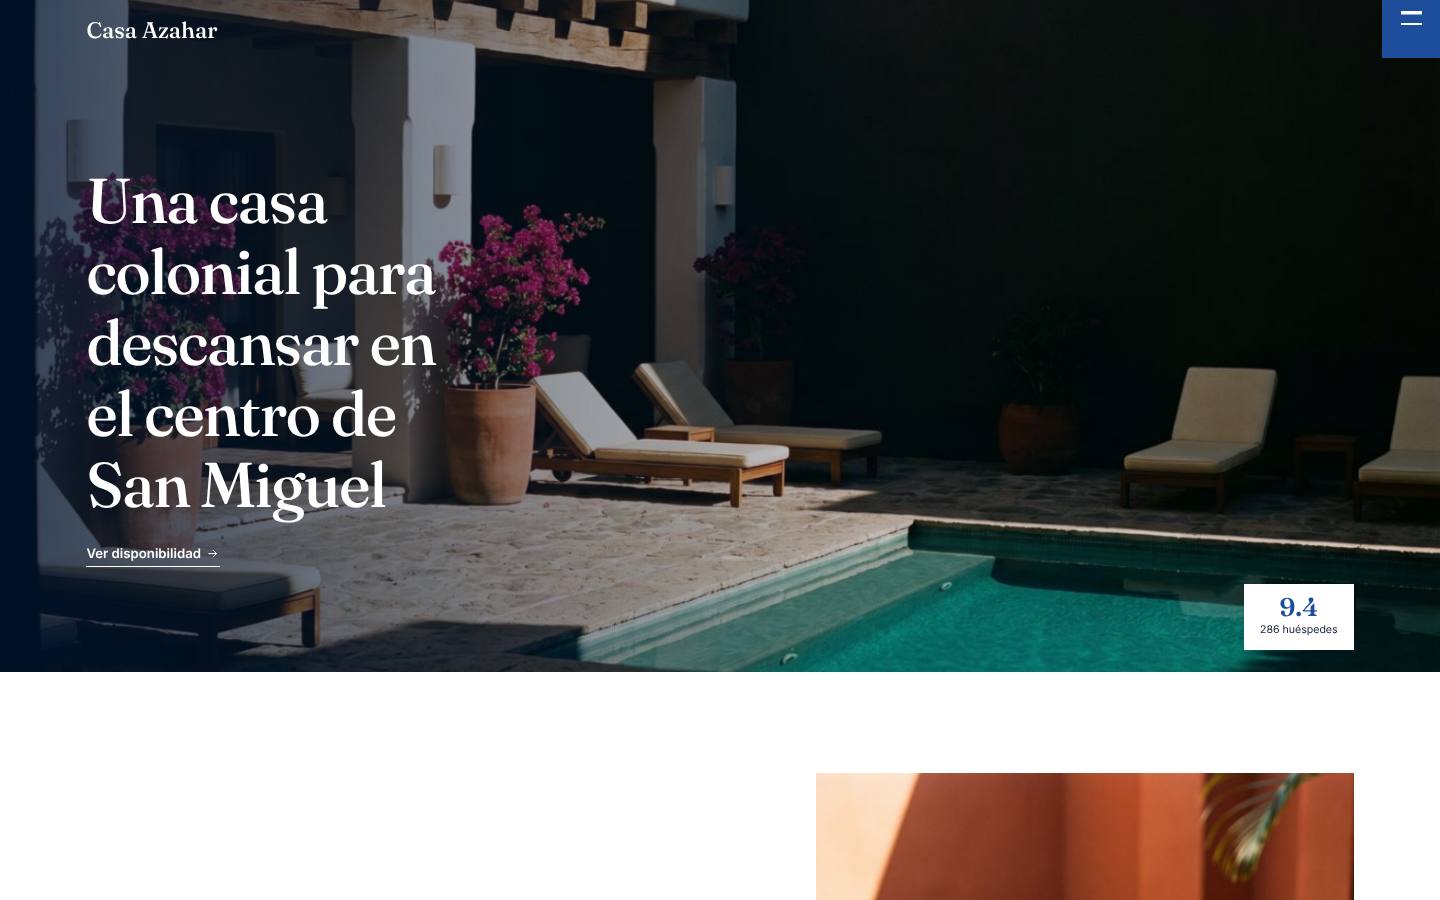 Casa Azahar
Una casa
colonial para
descansar en
el centro de
San Miguel
Ver disponibilidad →
9.4
286 huéspedes